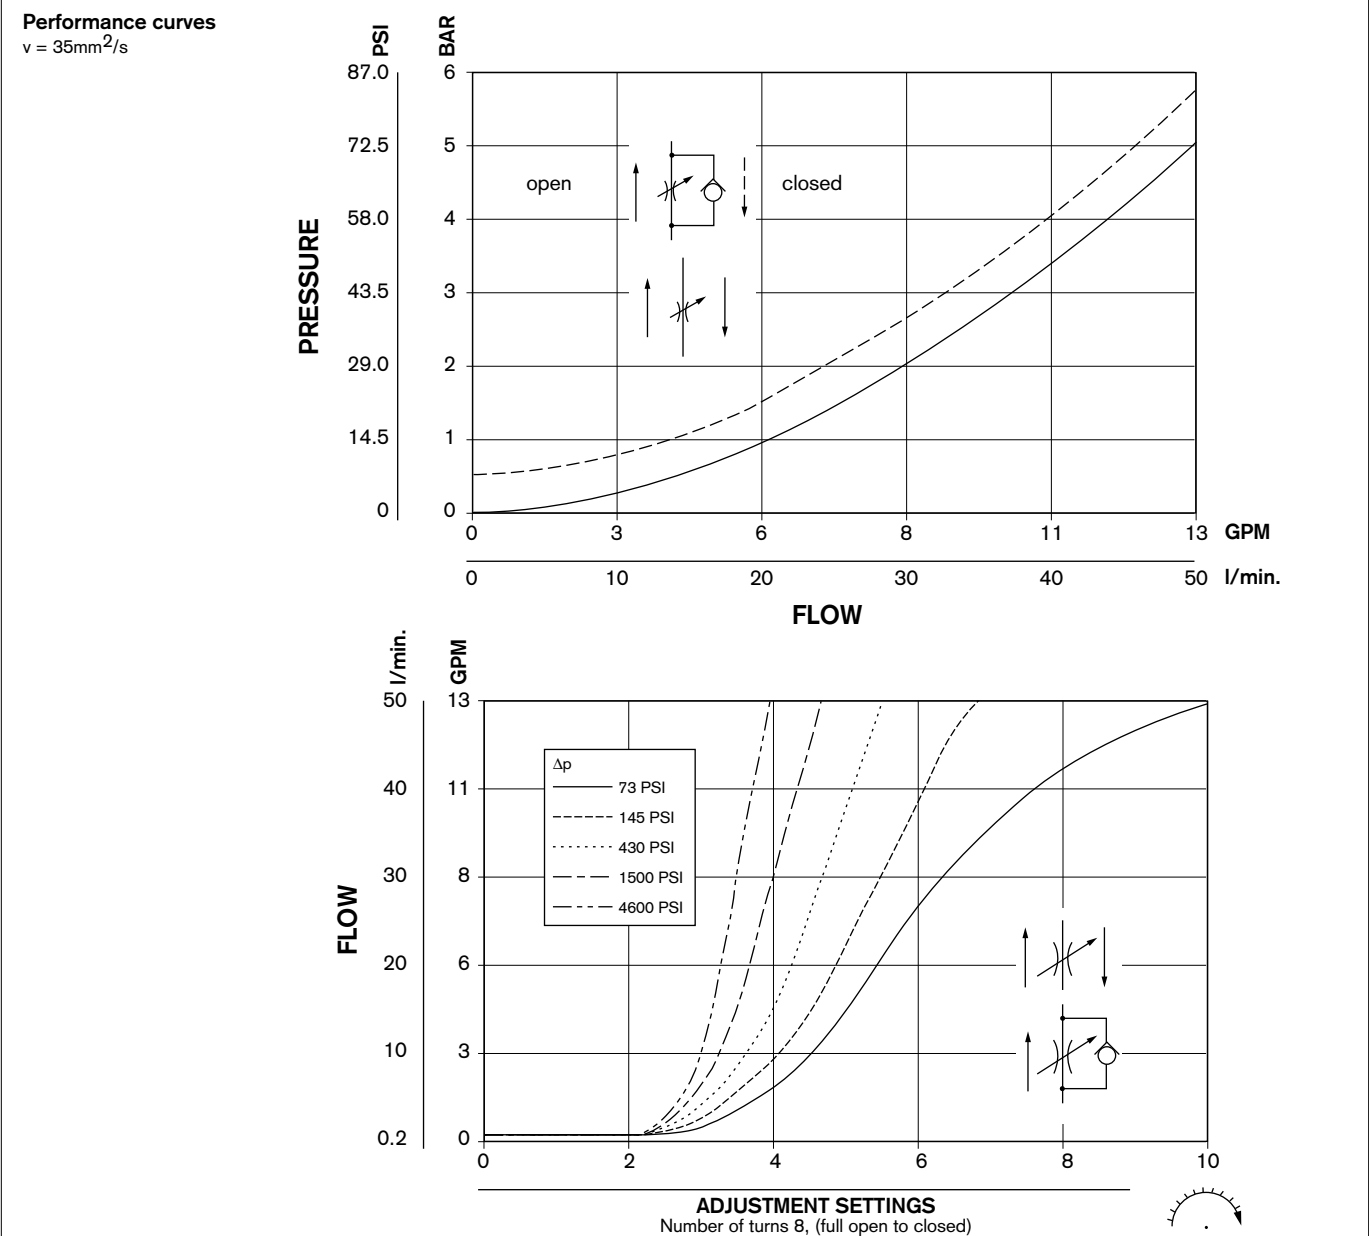 Performance curves
v = 35mm2/s
PSI
BAR
87.0 6
72.5 5
58.0 4
43.5 3
29.0 2
14.5 1
0 0
PRESSURE
open closed
0 3 6 8 11 13 GPM
0 10 20 30 40 50 l/min.
FLOW
l/min.
GPM
50 13
40 11
30 8
20 6
10 3
0.2 0
FLOW
Δp
73 PSI
145 PSI
430 PSI
1500 PSI
4600 PSI
0 2 4 6 8 10
ADJUSTMENT SETTINGS
Number of turns 8, (full open to closed)